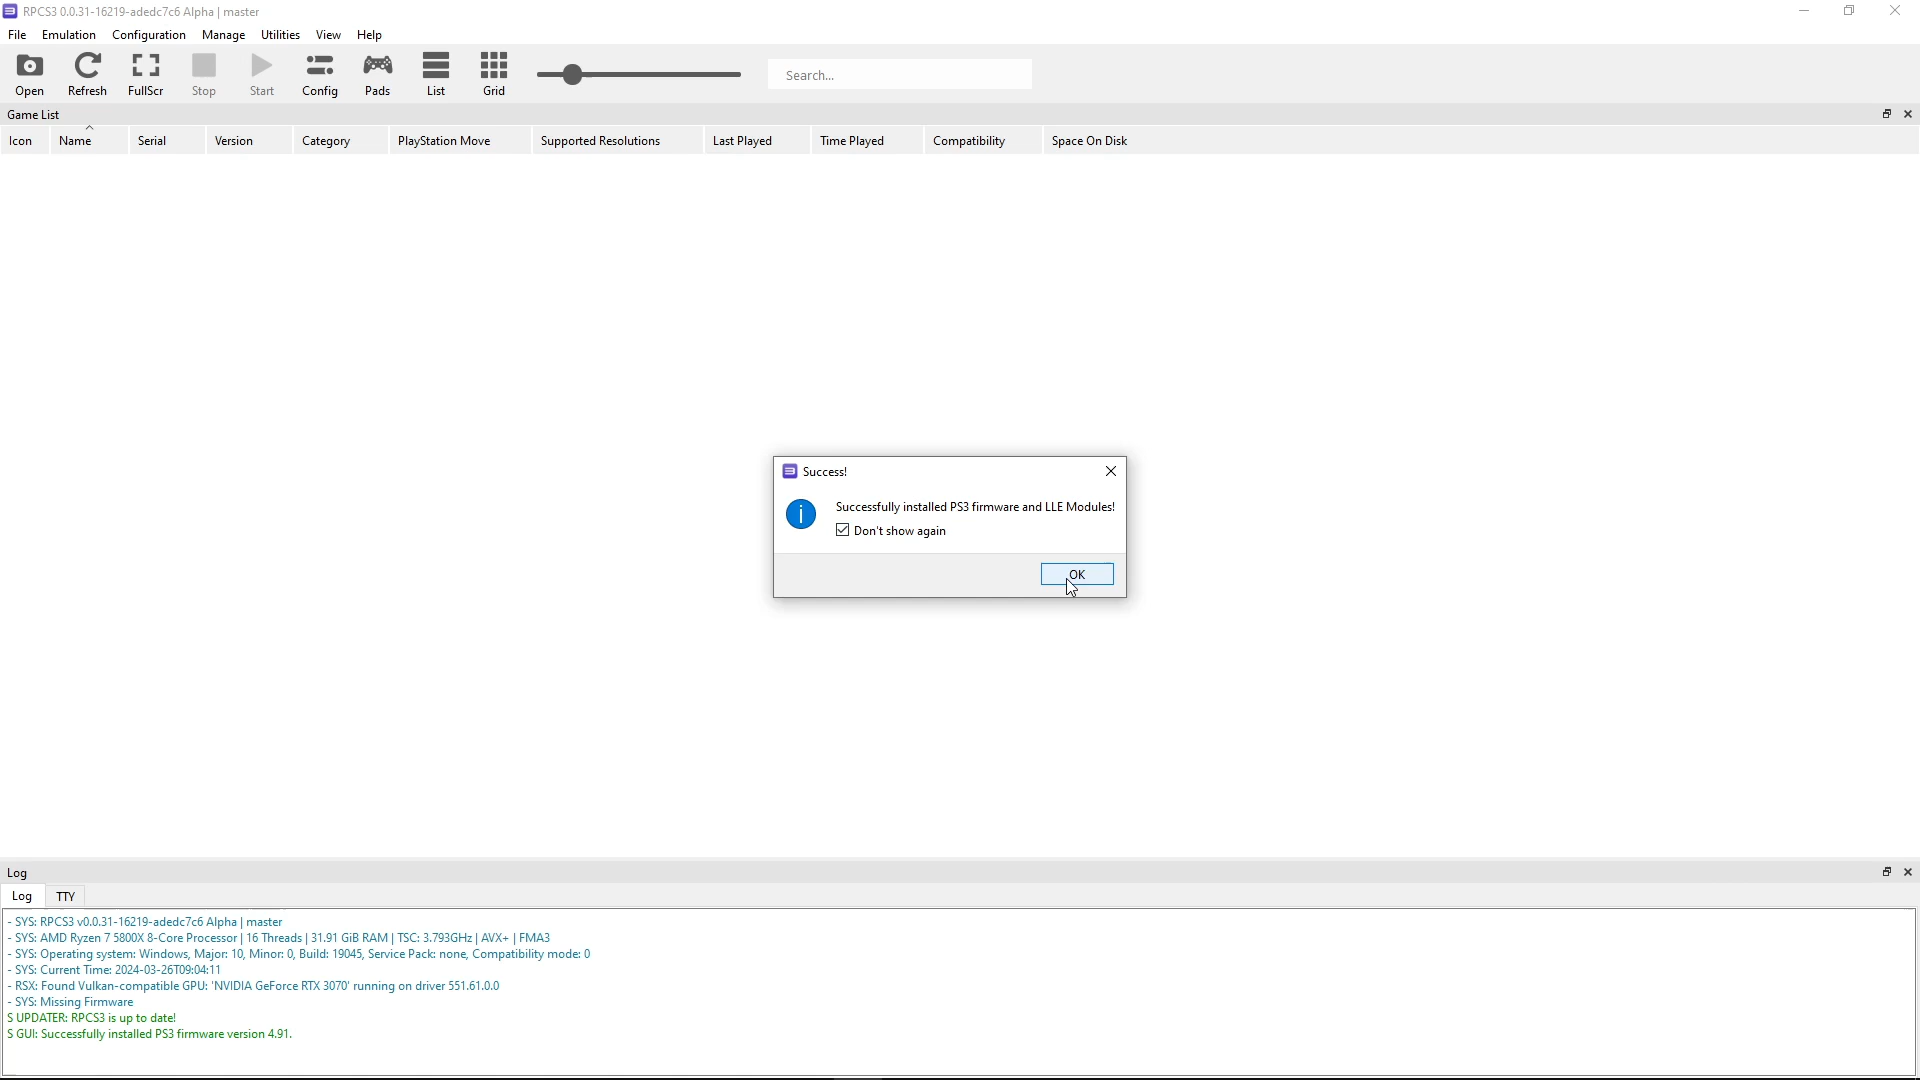 RPCS3 0.0.31-16219-adedc7c6 Alpha | master
File Emulation Configuration Manage Utilities View Help
Open Refresh FullScr Stop Start Config Pads List Grid Search...
Game List
Icon Name Serial Version Category PlayStation Move Supported Resolutions Last Played Time Played Compatibility Space On Disk
Success!
Successfully installed PS3 firmware and LLE Modules!
Don't show again
OK
Log
Log TTY
- SYS: RPCS3 v0.0.31-16219-adedc7c6 Alpha | master
- SYS: AMD Ryzen 7 5800X 8-Core Processor | 16 Threads | 31.91 GiB RAM | TSC: 3.793GHz | AVX+ | FMA3
- SYS: Operating system: Windows, Major: 10, Minor: 0, Build: 19045, Service Pack: none, Compatibility mode: 0
- SYS: Current Time: 2024-03-26T09:04:11
- RSX: Found Vulkan-compatible GPU: 'NVIDIA GeForce RTX 3070' running on driver 551.61.0.0
- SYS: Missing Firmware
S UPDATER: RPCS3 is up to date!
S GUI: Successfully installed PS3 firmware version 4.91.